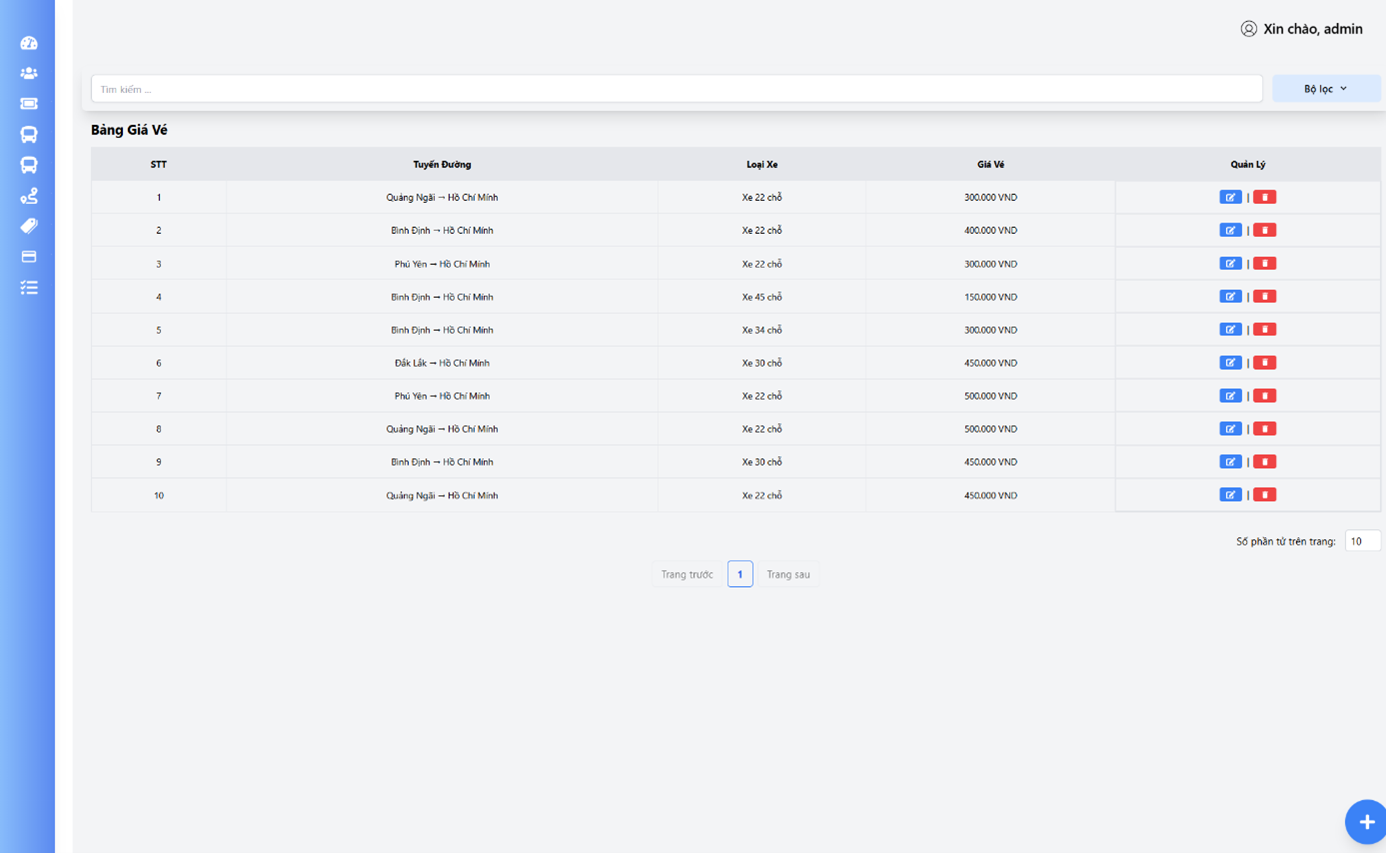 Xin chào, admin
Tìm kiếm ...
Bộ lọc
Bảng Giá Vé
STT Tuyến Đường Loại Xe Giá Vé Quản Lý
1 Quảng Ngãi → Hồ Chí Minh Xe 22 chỗ 300.000 VND |
2 Bình Định → Hồ Chí Minh Xe 22 chỗ 400.000 VND |
3 Phú Yên → Hồ Chí Minh Xe 22 chỗ 300.000 VND |
4 Bình Định → Hồ Chí Minh Xe 45 chỗ 150.000 VND |
5 Bình Định → Hồ Chí Minh Xe 34 chỗ 300.000 VND |
6 Đắk Lắk → Hồ Chí Minh Xe 30 chỗ 450.000 VND |
7 Phú Yên → Hồ Chí Minh Xe 22 chỗ 500.000 VND |
8 Quảng Ngãi → Hồ Chí Minh Xe 22 chỗ 500.000 VND |
9 Bình Định → Hồ Chí Minh Xe 30 chỗ 450.000 VND |
10 Quảng Ngãi → Hồ Chí Minh Xe 22 chỗ 450.000 VND |
Số phần tử trên trang: 10
Trang trước 1 Trang sau